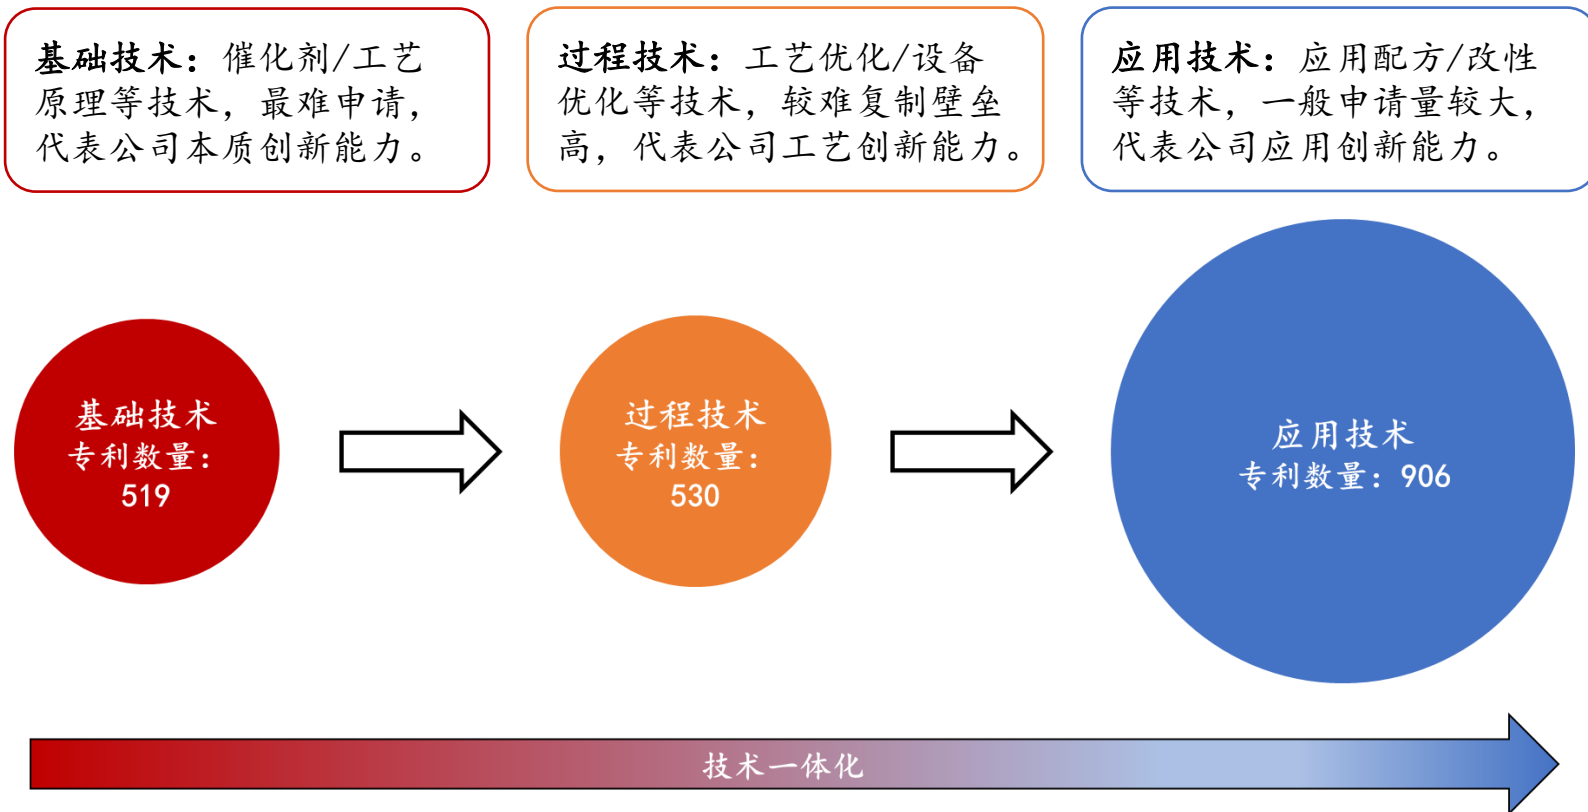 基础技术：催化剂/工艺
原理等技术，最难申请，
代表公司本质创新能力。
过程技术：工艺优化/设备
优化等技术，较难复制壁垒
高，代表公司工艺创新能力。
应用技术：应用配方/改性
等技术，一般申请量较大，
代表公司应用创新能力。
基础技术
专利数量：
519
过程技术
专利数量：
530
应用技术
专利数量：906
技术一体化